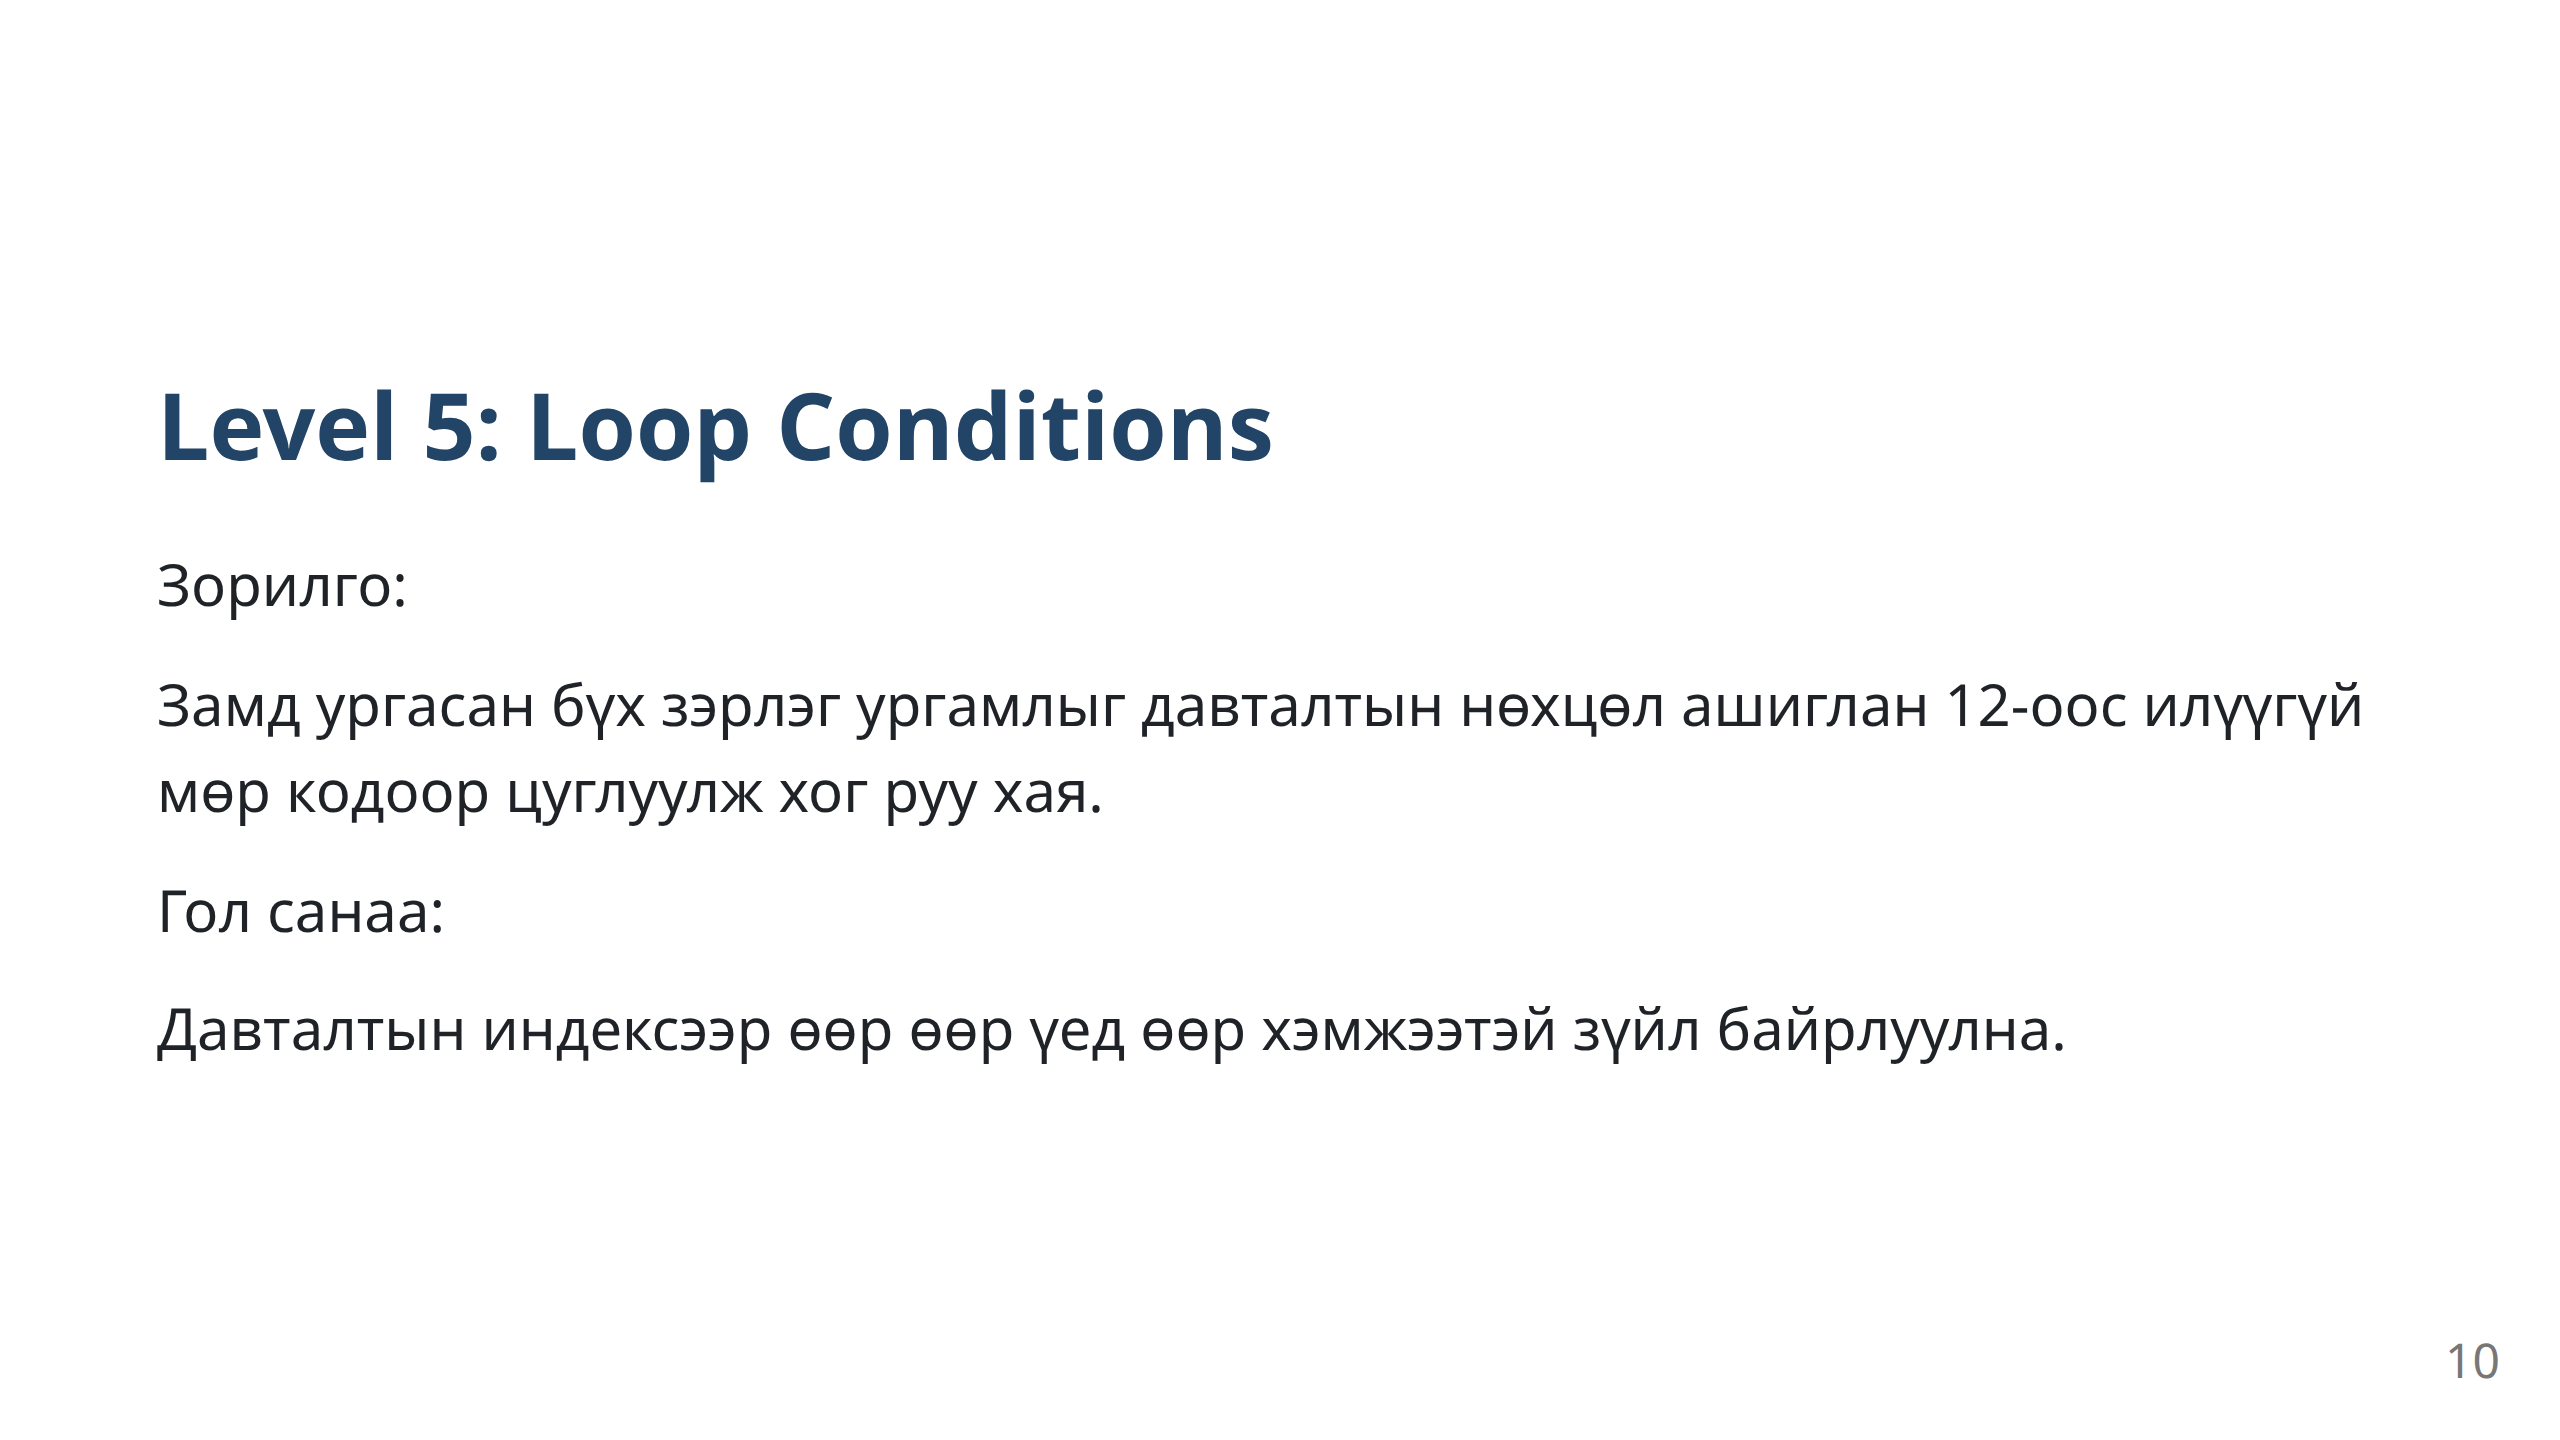 Level 5: Loop Conditions
Зорилго:
Замд ургасан бүх зэрлэг ургамлыг давталтын нөхцөл ашиглан 12-оос илүүгүй
мөр кодоор цуглуулж хог руу хая.
Гол санаа:
Давталтын индексээр өөр өөр үед өөр хэмжээтэй зүйл байрлуулна.
10